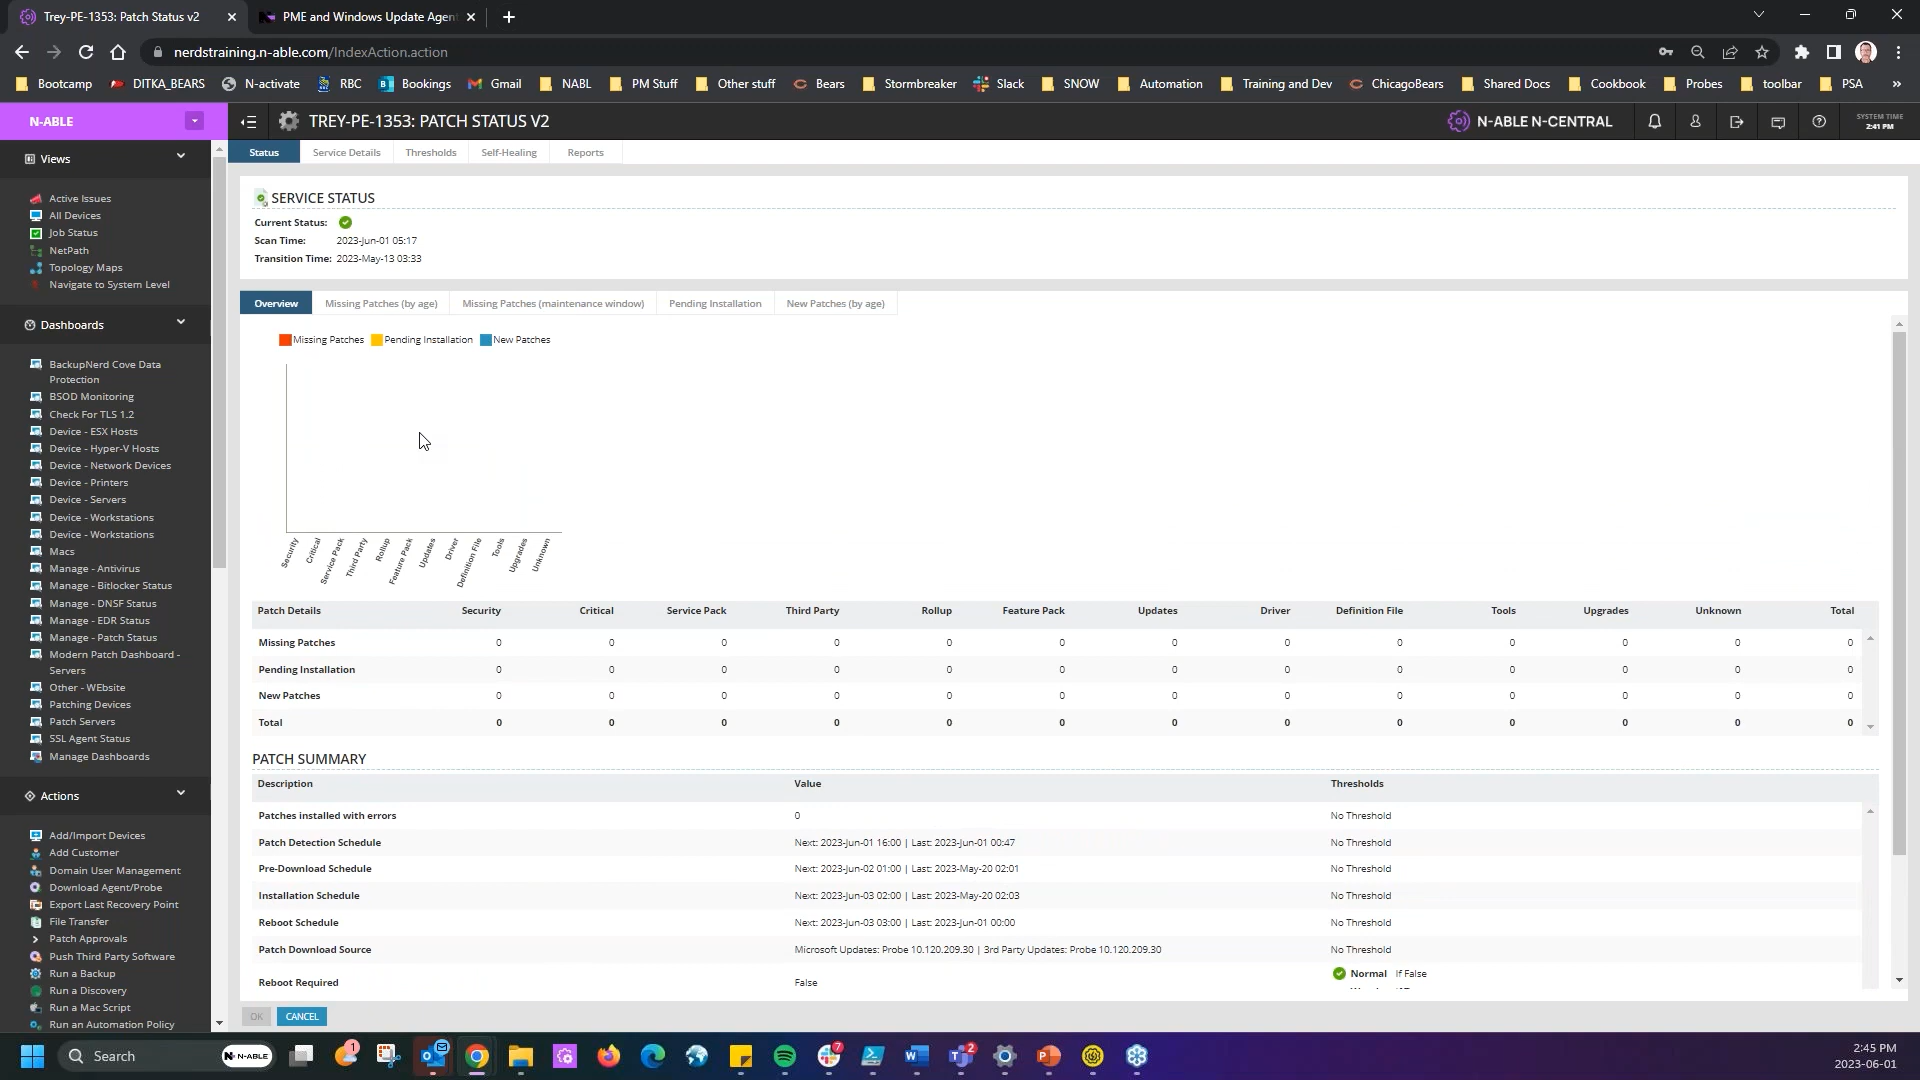 Trey-PE-1353: Patch Status v2
PME and Windows Update Agent
nerdstraining.n-able.com/IndexAction.action
Bootcamp
DITKA_BEARS
N-activate
RBC
Bookings
Gmail
NABL
PM Stuff
Other stuff
Bears
Stormbreaker
Slack
SNOW
Automation
Training and Dev
ChicagoBears
Shared Docs
Cookbook
Probes
toolbar
PSA
N-ABLE
TREY-PE-1353: PATCH STATUS V2
N-ABLE N-CENTRAL
SYSTEM TIME
2:41 PM
Views
Active Issues
All Devices
Job Status
NetPath
Topology Maps
Navigate to System Level
Dashboards
BackupNerd Cove Data
Protection
BSOD Monitoring
Check For TLS 1.2
Device - ESX Hosts
Device - Hyper-V Hosts
Device - Network Devices
Device - Printers
Device - Servers
Device - Workstations
Device - Workstations
Macs
Manage - Antivirus
Manage - Bitlocker Status
Manage - DNSF Status
Manage - EDR Status
Manage - Patch Status
Modern Patch Dashboard -
Servers
Other - WEbsite
Patching Devices
Patch Servers
SSL Agent Status
Manage Dashboards
Actions
Add/Import Devices
Add Customer
Domain User Management
Download Agent/Probe
Export Last Recovery Point
File Transfer
Patch Approvals
Push Third Party Software
Run a Backup
Run a Discovery
Run a Mac Script
Run an Automation Policy
Status Service Details Thresholds Self-Healing Reports
SERVICE STATUS
Current Status:
Scan Time: 2023-Jun-01 05:17
Transition Time: 2023-May-13 03:33
Overview Missing Patches (by age) Missing Patches (maintenance window) Pending Installation New Patches (by age)
Missing Patches Pending Installation New Patches
Security Critical Service Pack Third Party Rollup Feature Pack Updates Driver Definition File Tools Upgrades Unknown
Patch Details Security Critical Service Pack Third Party Rollup Feature Pack Updates Driver Definition File Tools Upgrades Unknown Total
Missing Patches 0 0 0 0 0 0 0 0 0 0 0 0 0
Pending Installation 0 0 0 0 0 0 0 0 0 0 0 0 0
New Patches 0 0 0 0 0 0 0 0 0 0 0 0 0
Total 0 0 0 0 0 0 0 0 0 0 0 0 0
PATCH SUMMARY
Description Value Thresholds
Patches installed with errors 0 No Threshold
Patch Detection Schedule Next: 2023-Jun-01 16:00 | Last: 2023-Jun-01 00:47 No Threshold
Pre-Download Schedule Next: 2023-Jun-02 01:00 | Last: 2023-May-20 02:01 No Threshold
Installation Schedule Next: 2023-Jun-03 02:00 | Last: 2023-May-20 02:03 No Threshold
Reboot Schedule Next: 2023-Jun-03 03:00 | Last: 2023-Jun-01 00:00 No Threshold
Patch Download Source Microsoft Updates: Probe 10.120.209.30 | 3rd Party Updates: Probe 10.120.209.30 No Threshold
Reboot Required False Normal If False
OK CANCEL
Search
N-ABLE
1
7
2
2:45 PM
2023-06-01